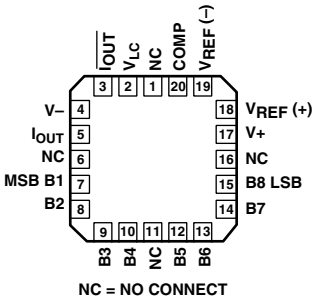 I̅O̅U̅T̅
VLC
NC
COMP
VREF (–)
3
2
1
20
19
V–
4
18
VREF (+)
IOUT
5
17
V+
NC
6
16
NC
MSB B1
7
15
B8 LSB
B2
8
14
B7
9
10
11
12
13
B3
B4
NC
B5
B6
NC = NO CONNECT